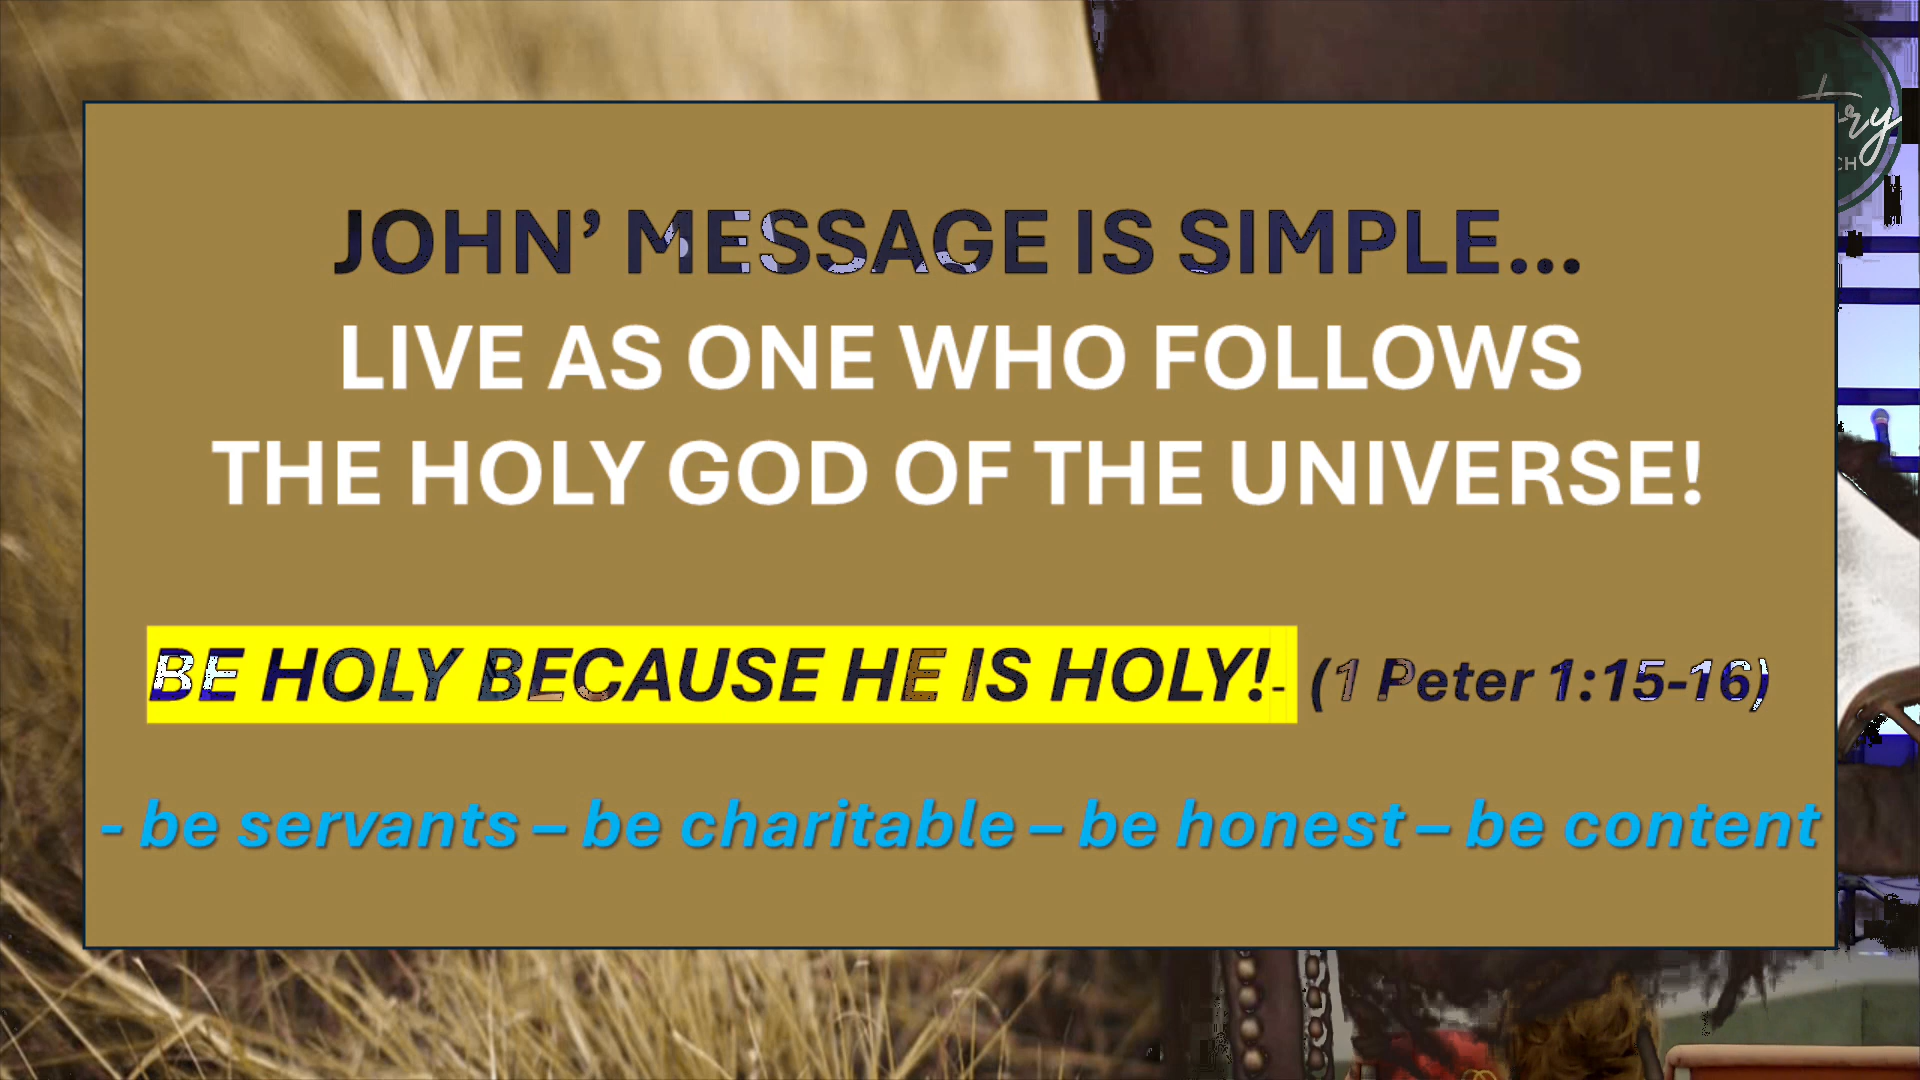 JOHN’ MESSAGE IS SIMPLE...
LIVE AS ONE WHO FOLLOWS
THE HOLY GOD OF THE UNIVERSE!
BE HOLY BECAUSE HE IS HOLY!- (1 Peter 1:15-16)
- be servants – be charitable – be honest – be content